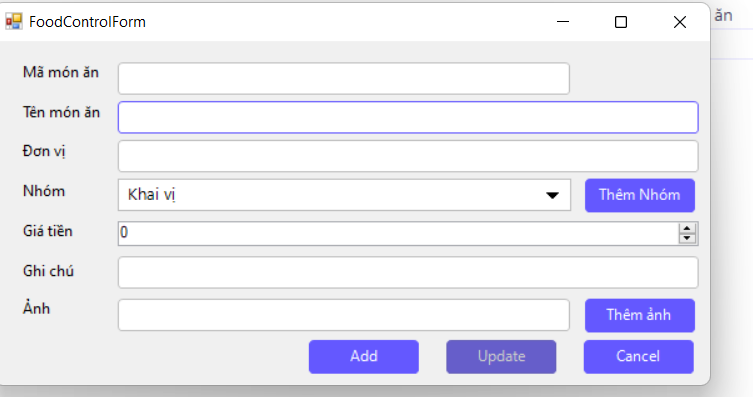 FoodControlForm
ăn
Mã món ăn
Tên món ăn
Đơn vị
Nhóm
Khai vị
Thêm Nhóm
Giá tiền
0
Ghi chú
Ảnh
Thêm ảnh
Add
Update
Cancel